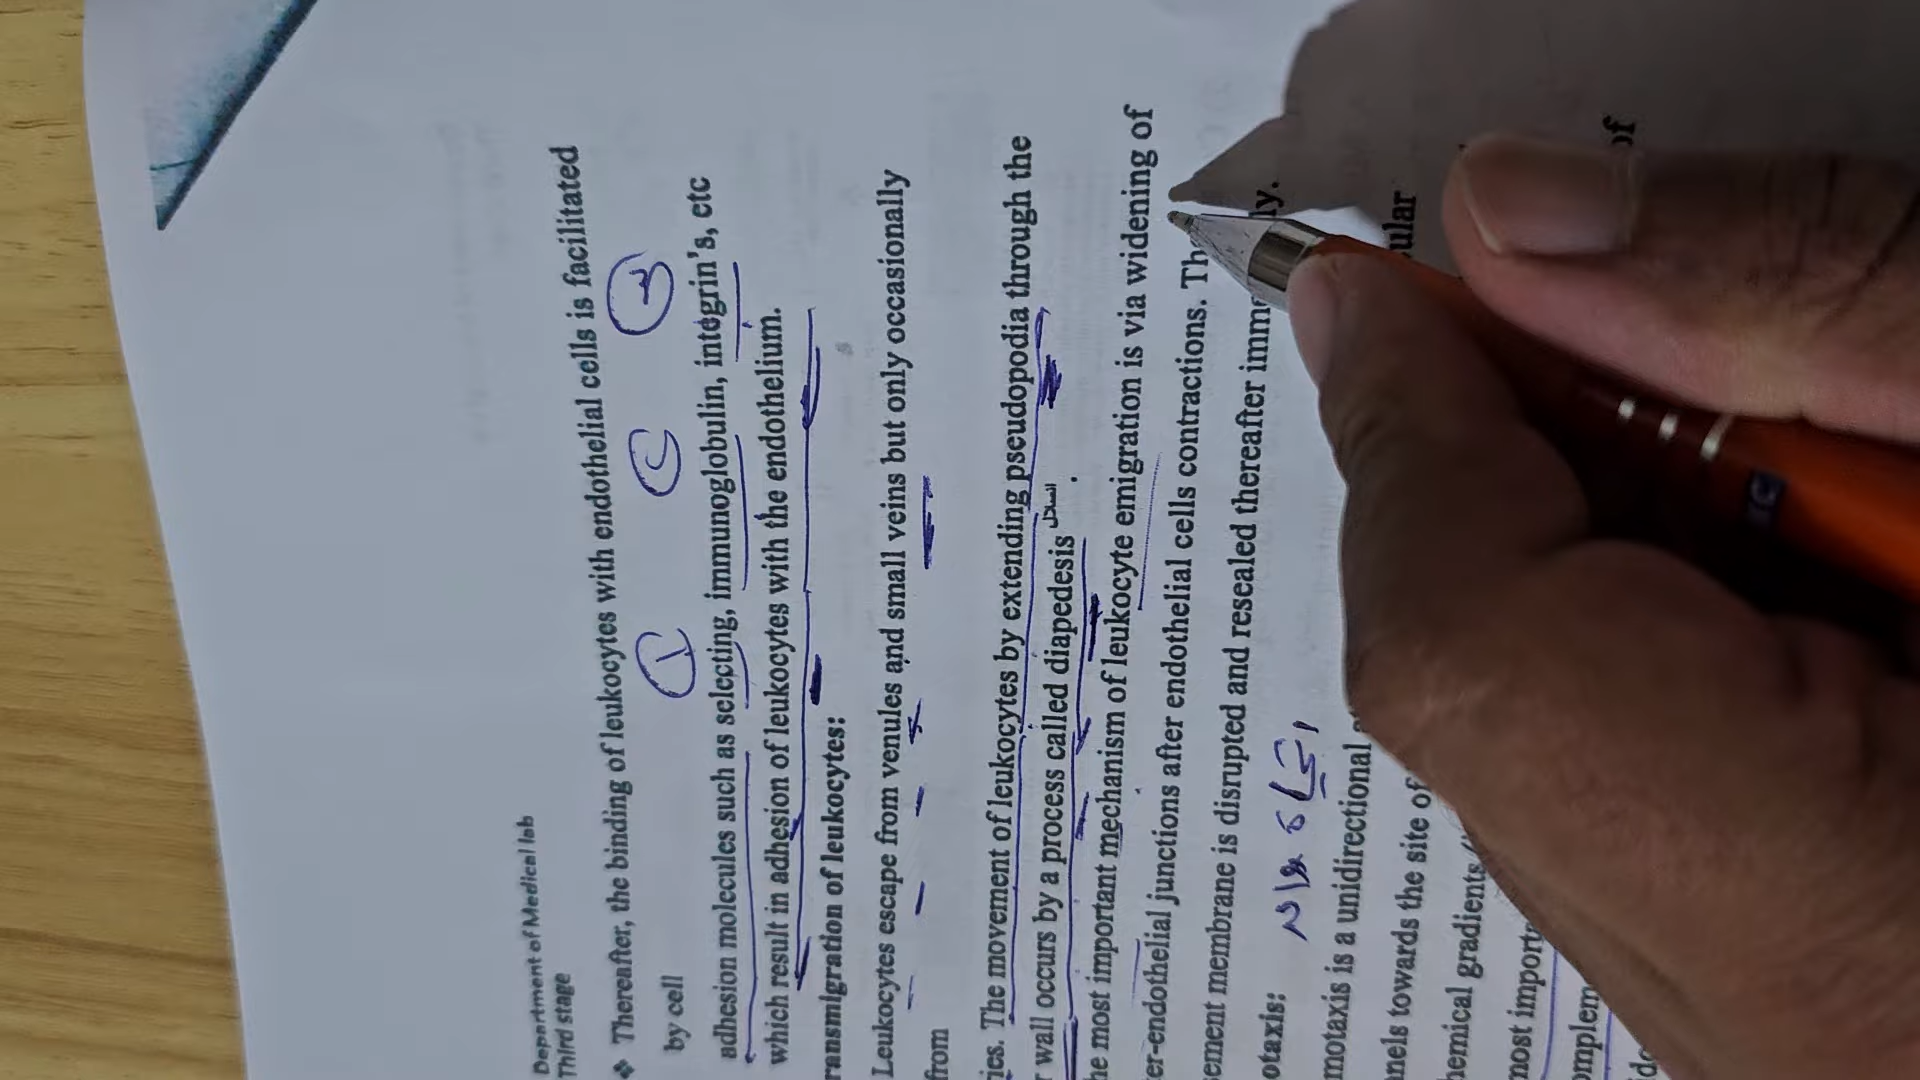 Department of Medical lab
Third stage
❖ Thereafter, the binding of leukocytes with endothelial cells is facilitated
by cell
① ② ③
adhesion molecules such as selecting, immunoglobulin, integrin's, etc
which result in adhesion of leukocytes with the endothelium.
ransmigration of leukocytes:
Leukocytes escape from venules and small veins but only occasionally
from
ies. The movement of leukocytes by extending pseudopodia through the
r wall occurs by a process called diapedesis انسلال.
he most important mechanism of leukocyte emigration is via widening of
er-endothelial junctions after endothelial cells contractions. Th
sement membrane is disrupted and resealed thereafter imme ly.
otaxis:
motaxis is a unidirectional ular
nels towards the site of of
hemical gradients
most import
omplem